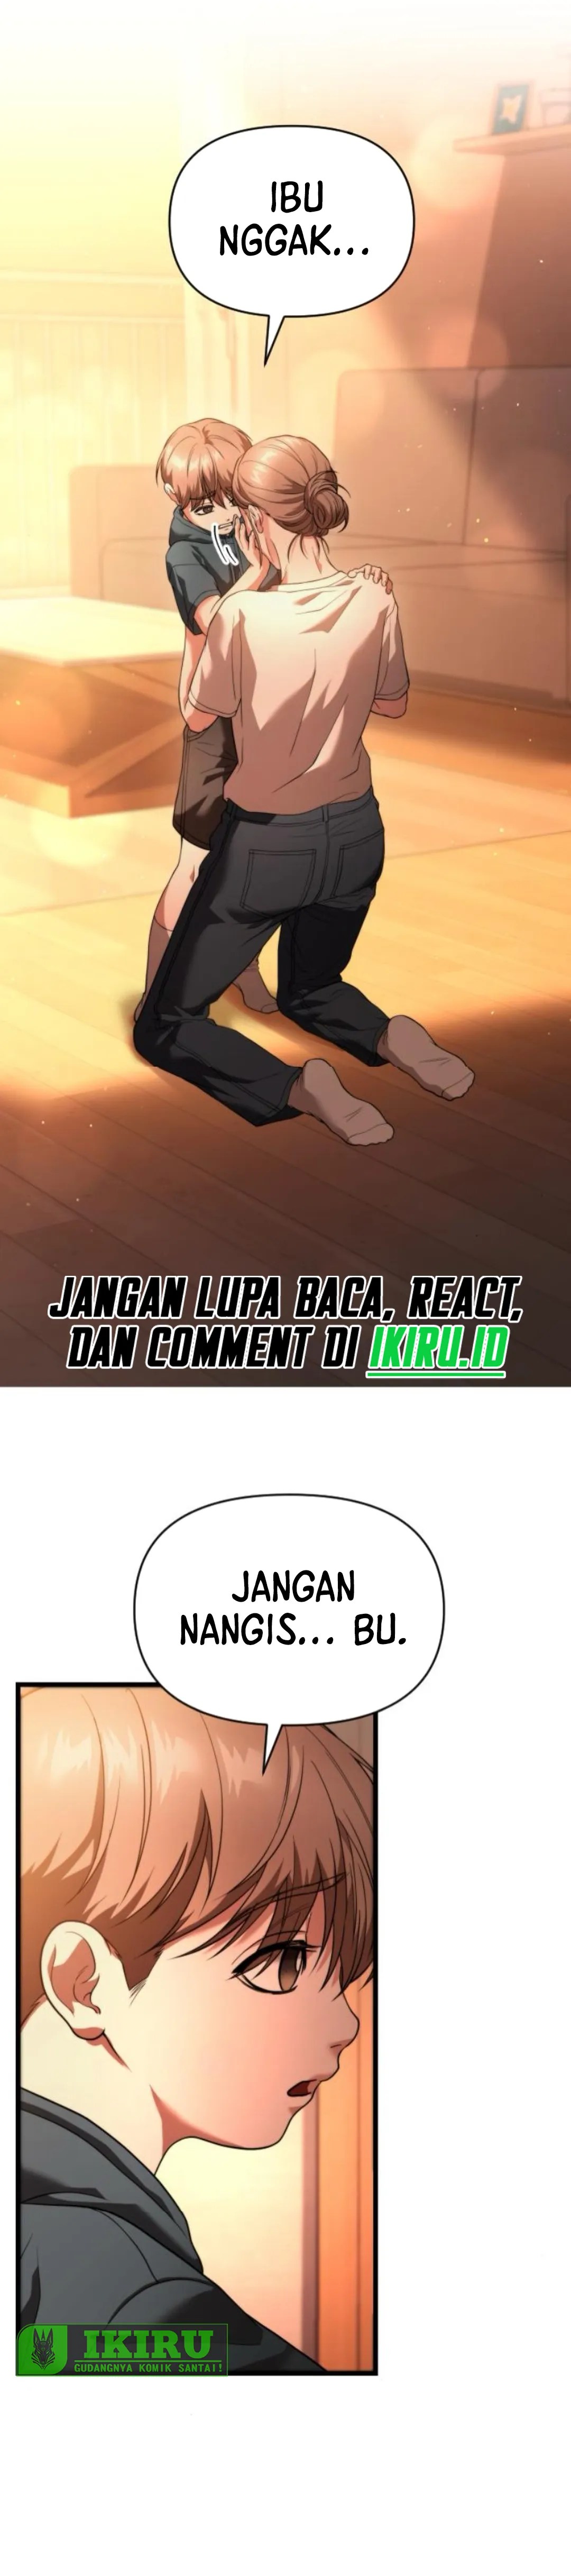 IBU
NGGAK...
JANGAN LUPA BACA, REACT,
DAN COMMENT DI IKIRU.ID
JANGAN
NANGIS... BU.
IKIRU
GUDANGNYA KOMIK SANTAI!